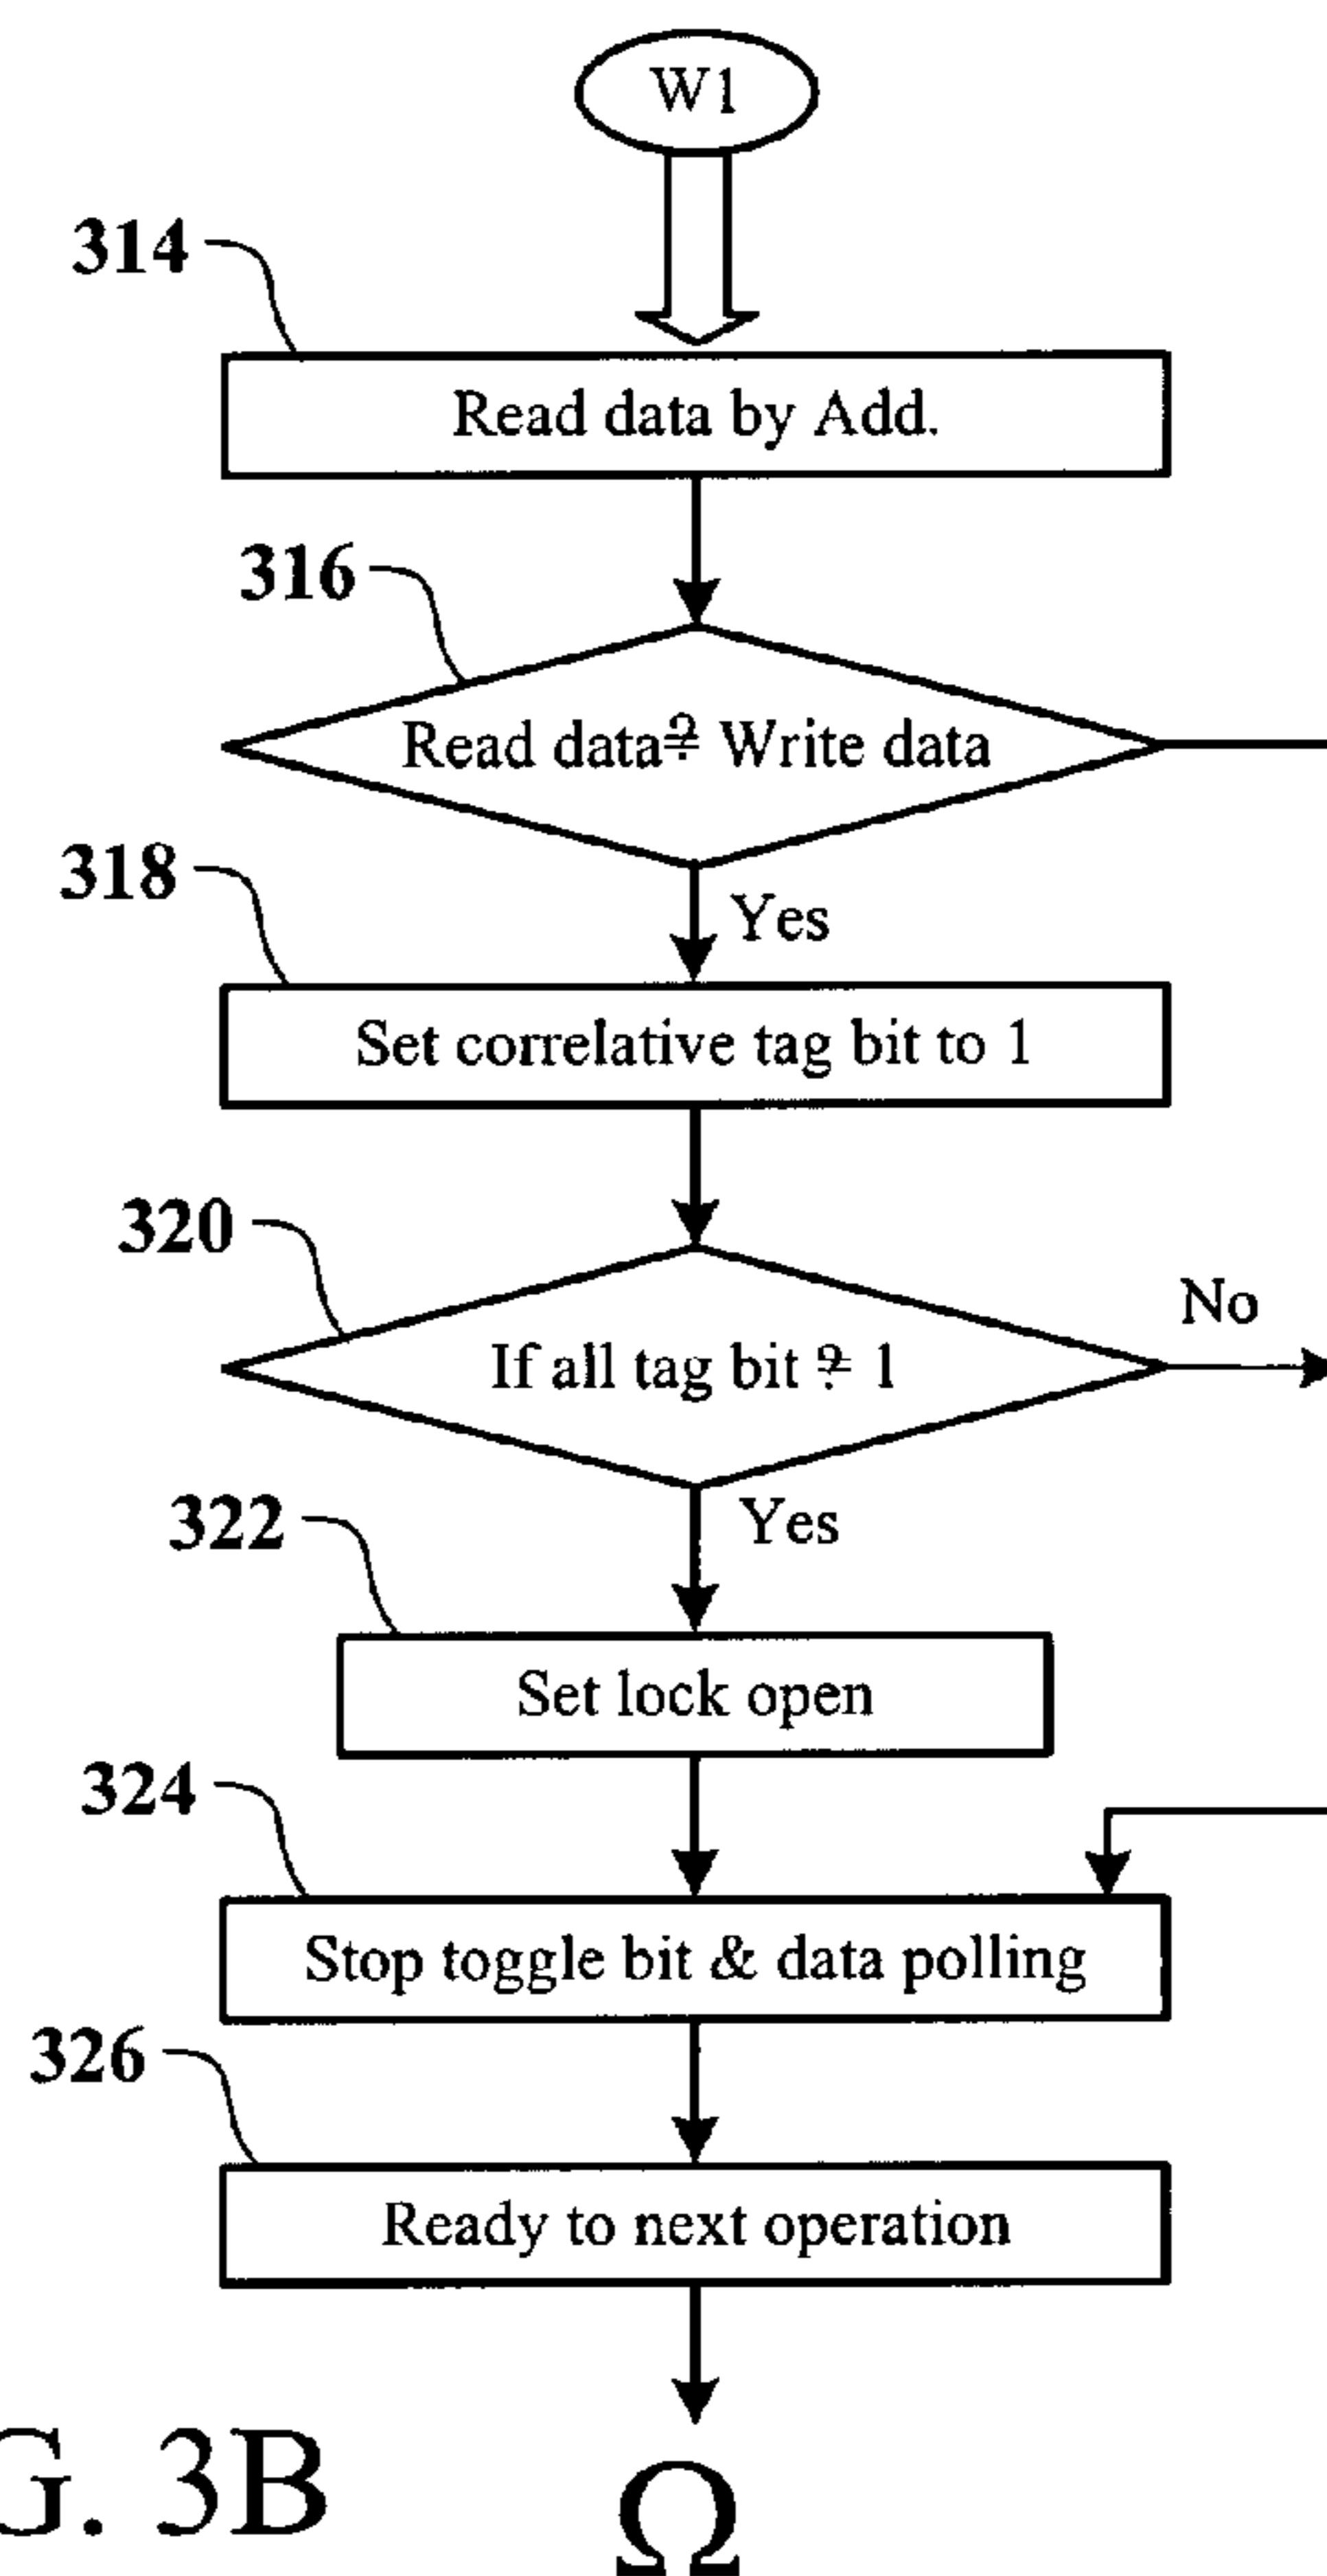 W1
314
Read data by Add.
316
Read data ≟ Write data
318
Yes
Set correlative tag bit to 1
320
No
If all tag bit ≟ 1
322
Yes
Set lock open
324
Stop toggle bit & data polling
326
Ready to next operation
G. 3B
Ω